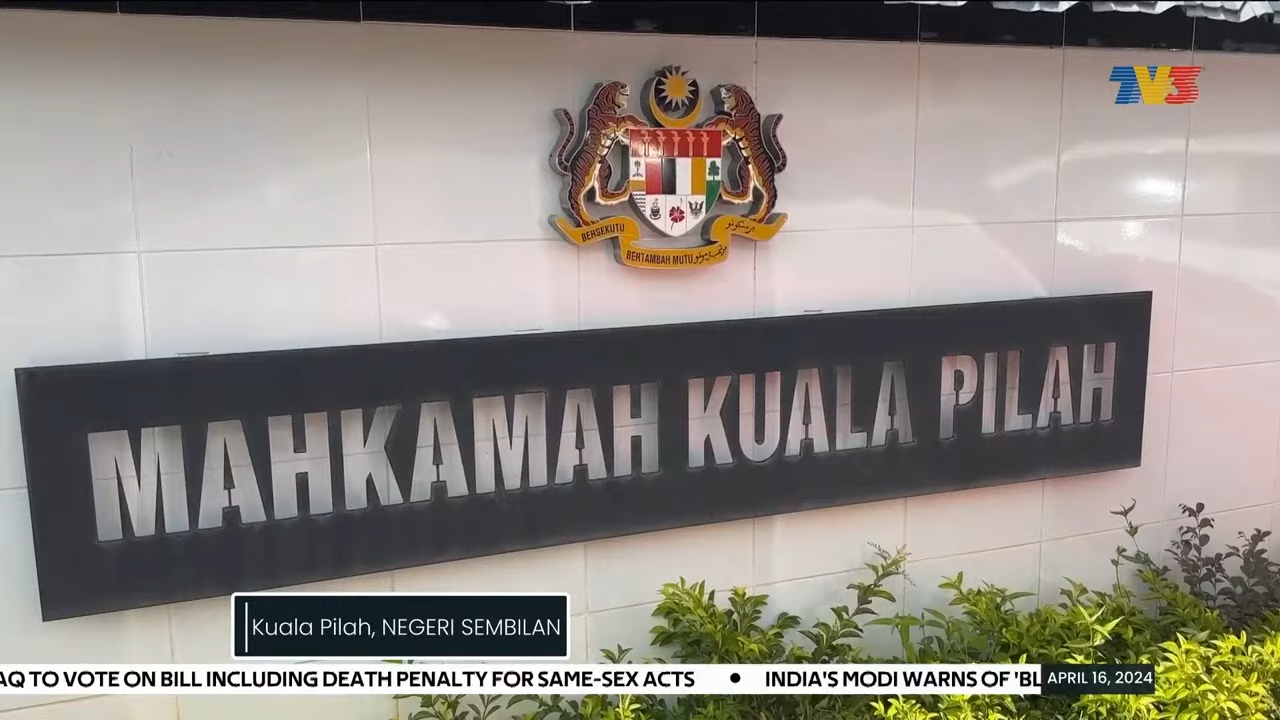 TV3
BERSEKUTU
BERTAMBAH MUTU
MAHKAMAH KUALA PILAH
Kuala Pilah, NEGERI SEMBILAN
AQ TO VOTE ON BILL INCLUDING DEATH PENALTY FOR SAME-SEX ACTS • INDIA'S MODI WARNS OF 'BL
APRIL 16, 2024